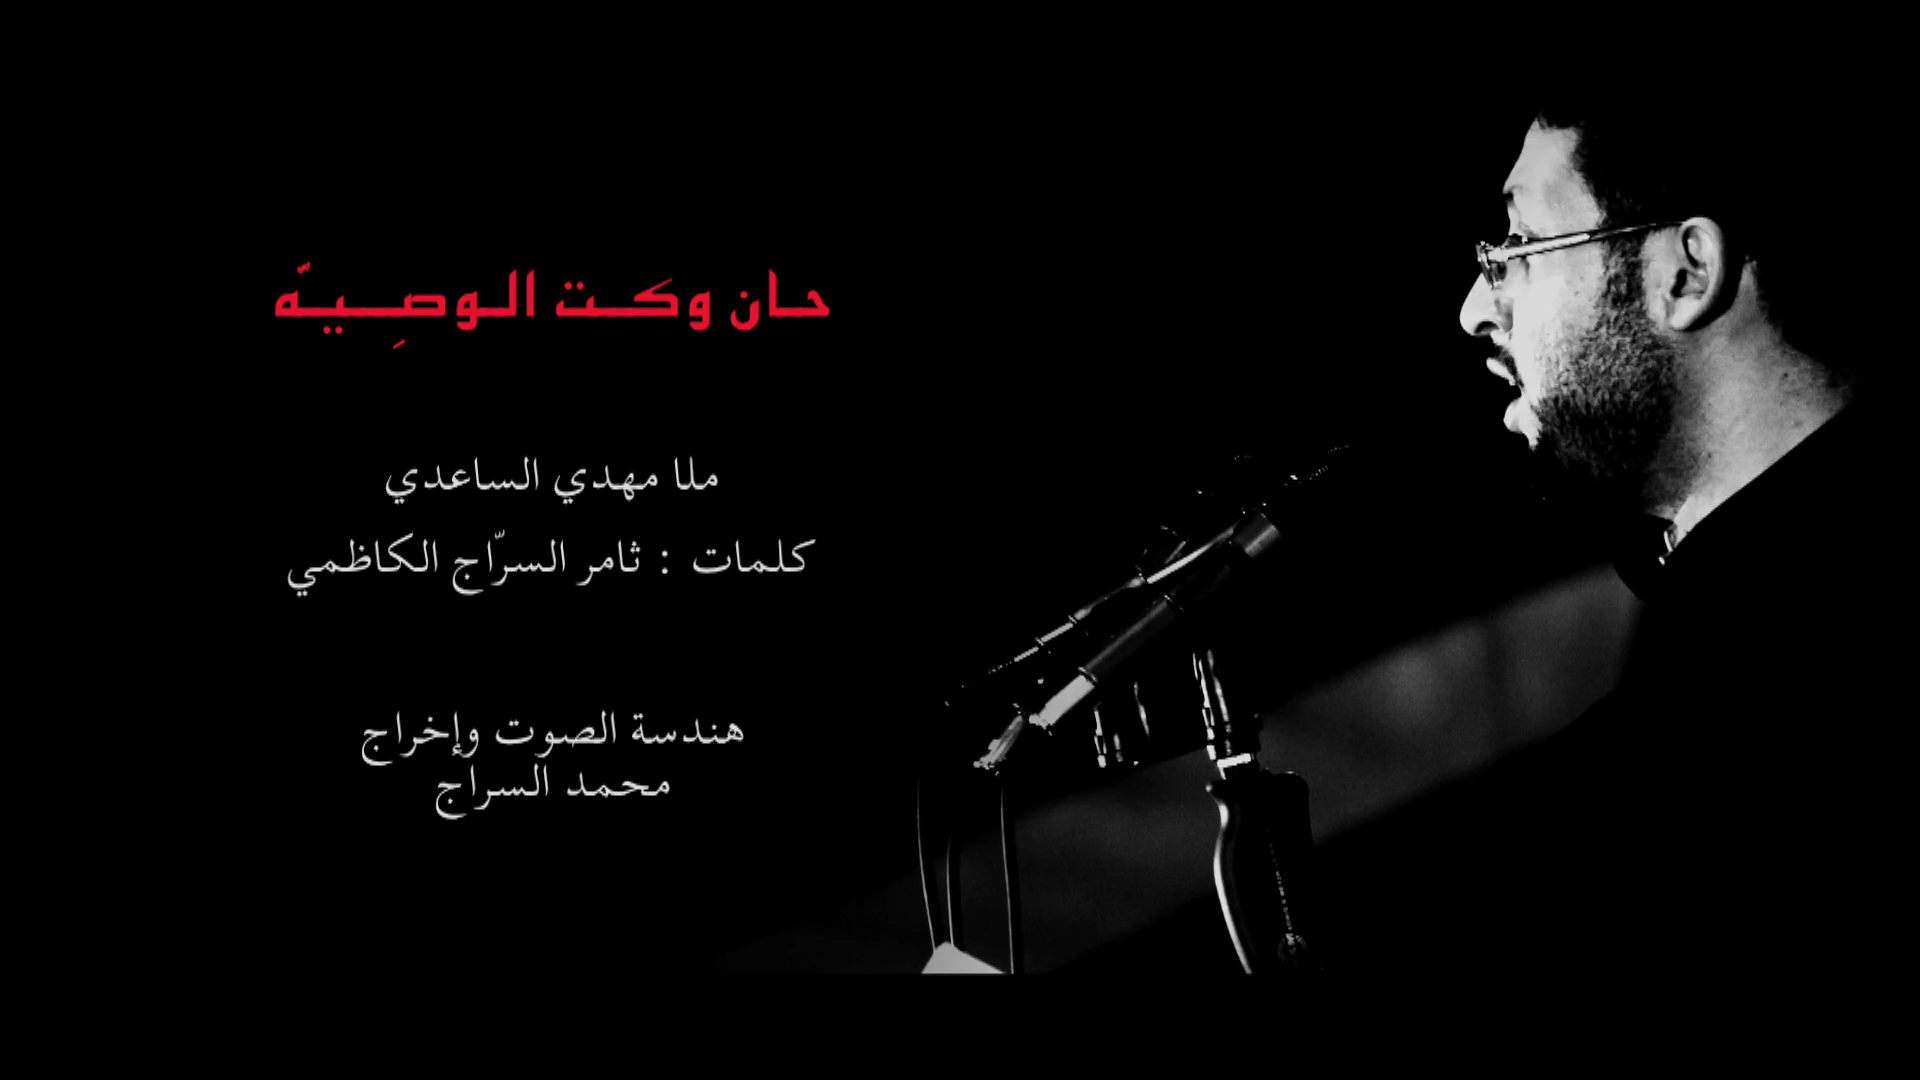 حان وكت الوصِيّه
ملا مهدي الساعدي
كلمات : ثامر السرّاج الكاظمي
هندسة الصوت وإخراج
محمد السراج